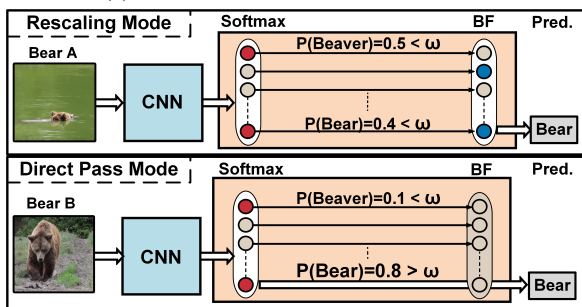 Rescaling Mode
Softmax
BF
Pred.
Bear A
P(Beaver)=0.5 < ω
CNN
P(Bear)=0.4 < ω
Bear
Direct Pass Mode
Softmax
BF
Pred.
Bear B
P(Beaver)=0.1 < ω
CNN
P(Bear)=0.8 > ω
Bear